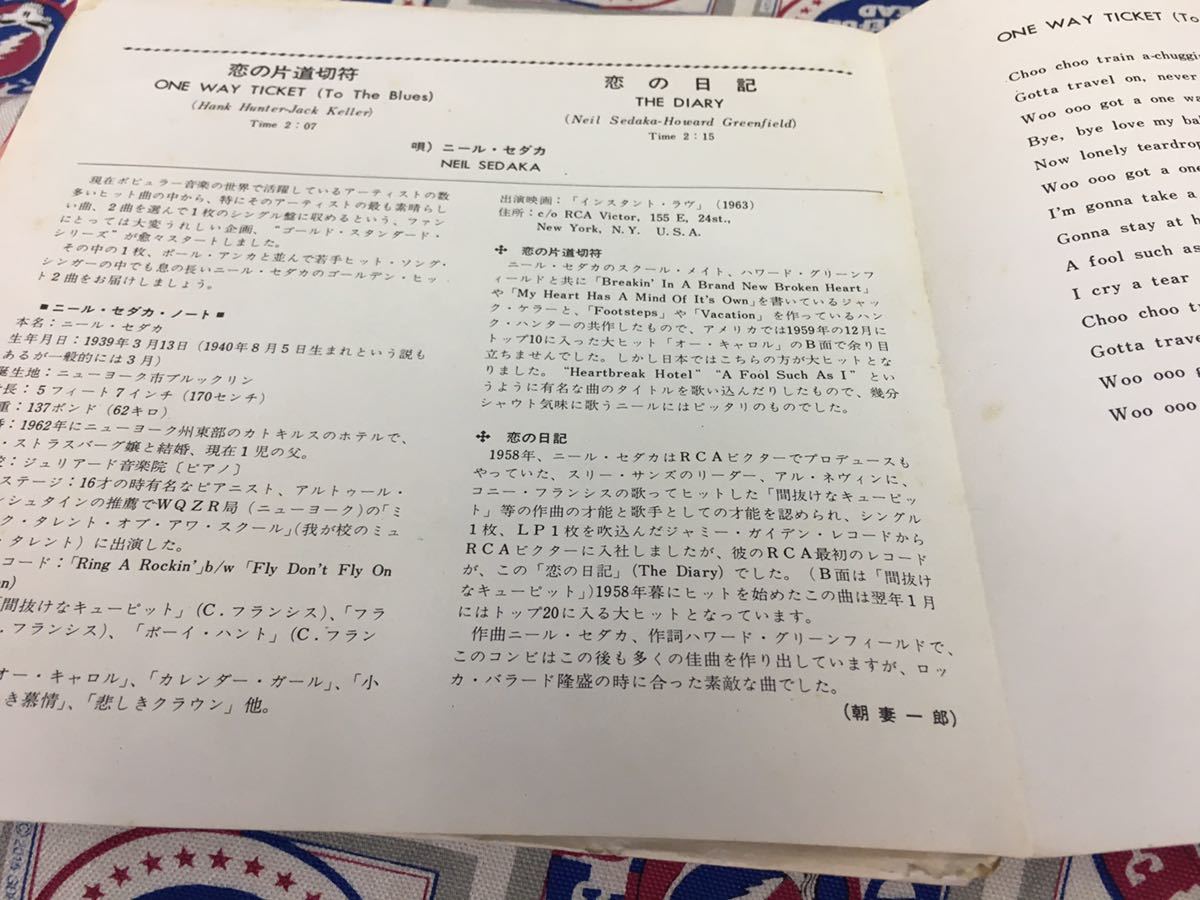 恋の片道切符
ONE WAY TICKET (To The Blues)
(Hank Hunter-Jack Keller)
Time 2:07
恋の日記
THE DIARY
(Neil Sedaka-Howard Greenfield)
Time 2:15
唄) ニール・セダカ
NEIL SEDAKA
現在ポピュラー音楽の世界で活躍しているアーティストの数
多いヒット曲の中から、特にそのアーティストの最も素晴らし
い曲、2曲を選んで1枚のシングル盤に収めるという、ファン
にとっては大変うれしい企画、“ゴールド・スタンダード・
シリーズ”が愈々スタートしました。
その中の1枚、ポール・アンカと並んで若手ヒット・ソング・
シンガーの中でも息の長いニール・セダカのゴールデン・ヒッ
ト2曲をお届けしましょう。
■ニール・セダカ・ノート■
本名:ニール・セダカ
生年月日:1939年3月13日(1940年8月5日生まれという説も
あるが一般的には3月)
誕生地:ニューヨーク市ブルックリン
長:5フィート7インチ(170センチ)
重:137ポンド(62キロ)
:1962年にニューヨーク州東部のカトキルスのホテルで、
・ストラスバーグ嬢と結婚、現在1児の父。
:ジュリアード音楽院〔ピアノ〕
ステージ:16才の時有名なピアニスト、アルトゥール・
ンシュタインの推薦でWQZR局(ニューヨーク)の「ミ
ク・タレント・オブ・アワ・スクール」(我が校のミュ
・タレント)に出演した。
コード:「Ring A Rockin'」b/w「Fly Don't Fly On
on)
間抜けなキューピット」(C.フランシス)、「フラ
.フランシス)、「ボーイ・ハント」(C.フラン
オー・キャロル」、「カレンダー・ガール」、「小
き慕情」、「悲しきクラウン」他。
出演映画:「インスタント・ラヴ」(1963)
住所:c/o RCA Victor, 155 E, 24st.,
New York, N.Y. U.S.A.
✣ 恋の片道切符
ニール・セダカのスクール・メイト、ハワード・グリーンフ
ィールドと共に「Breakin' In A Brand New Broken Heart」
や「My Heart Has A Mind Of It's Own」を書いているジャッ
ク・ケラーと、「Footsteps」や「Vacation」を作っているハン
ク・ハンターの共作したもので、アメリカでは1959年の12月に
トップ10に入った大ヒット「オー・キャロル」のB面で余り目
立ちませんでした。しかし日本ではこちらの方が大ヒットとな
りました。“Heartbreak Hotel”“A Fool Such As I”とい
うように有名な曲のタイトルを歌い込んだりしたもので、幾分
シャウト気味に歌うニールにはピッタリのものでした。
✣ 恋の日記
1958年、ニール・セダカはRCAビクターでプロデュースも
やっていた、スリー・サンズのリーダー、アル・ネヴィンに、
コニー・フランシスの歌ってヒットした「間抜けなキューピッ
ト」等の作曲の才能と歌手としての才能を認められ、シングル
1枚、LP1枚を吹込んだジャミー・ガイデン・レコードから
RCAビクターに入社しましたが、彼のRCA最初のレコード
が、この「恋の日記」(The Diary)でした。(B面は「間抜け
なキューピット」)1958年暮にヒットを始めたこの曲は翌年1月
にはトップ20に入る大ヒットとなっています。
作曲ニール・セダカ、作詞ハワード・グリーンフィールドで、
このコンビはこの後も多くの佳曲を作り出していますが、ロッ
カ・バラード隆盛の時に合った素敵な曲でした。
(朝妻一郎)
ONE WAY TICKET (To
Choo choo train a-chuggi
Gotta travel on, never
Woo ooo got a one wa
Bye, bye love my bab
Now lonely teardrop
Woo ooo got a one
I'm gonna take a
Gonna stay at h
A fool such as
I cry a tear
Choo choo tr
Gotta trave
Woo ooo g
Woo ooo